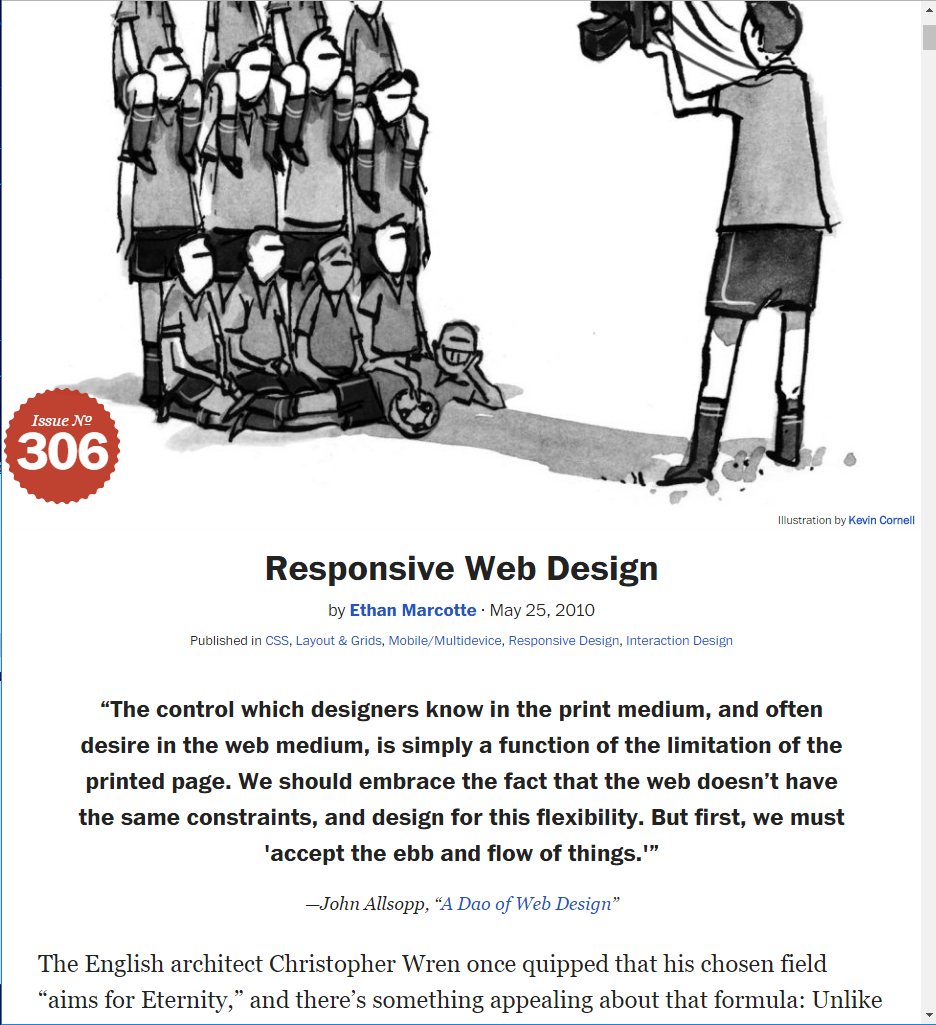 Issue Nº
306
Illustration by Kevin Cornell
Responsive Web Design
by Ethan Marcotte · May 25, 2010
Published in CSS, Layout & Grids, Mobile/Multidevice, Responsive Design, Interaction Design
“The control which designers know in the print medium, and often
desire in the web medium, is simply a function of the limitation of the
printed page. We should embrace the fact that the web doesn’t have
the same constraints, and design for this flexibility. But first, we must
'accept the ebb and flow of things.'”
—John Allsopp, “A Dao of Web Design”
The English architect Christopher Wren once quipped that his chosen field
“aims for Eternity,” and there’s something appealing about that formula: Unlike